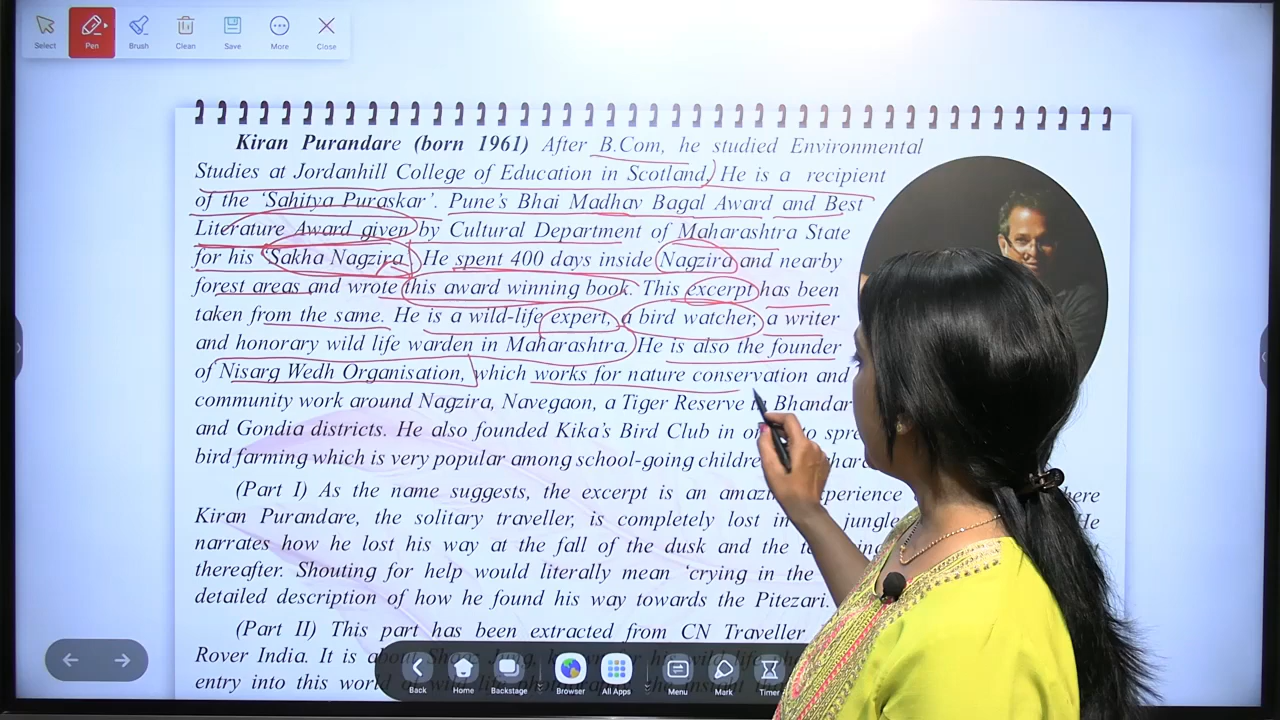 Select Pen Brush Clean Save More Close
Kiran Purandare (born 1961) After B.Com, he studied Environmental
Studies at Jordanhill College of Education in Scotland, He is a recipient
of the ‘Sahitya Puraskar’. Pune's Bhai Madhav Bagal Award and Best
Literature Award given by Cultural Department of Maharashtra State
for his ‘Sakha Nagzira. He spent 400 days inside Nagzira and nearby
forest areas and wrote this award winning book. This excerpt has been
taken from the same. He is a wild-life expert, a bird watcher, a writer
and honorary wild life warden in Maharashtra. He is also the founder
of Nisarg Wedh Organisation, which works for nature conservation and
community work around Nagzira, Navegaon, a Tiger Reserve in Bhandar
and Gondia districts. He also founded Kika's Bird Club in to
bird farming which is very popular among school-going
(Part I) As the name suggests, the excerpt is an
Kiran Purandare, the solitary traveller, is completely lost in He
narrates how he lost his way at the fall of the dusk and the
thereafter. Shouting for help would literally mean ‘crying in the
detailed description of how he found his way towards the Pitezari.
(Part II) This part has been extracted from CN Traveller
Rover India. It is
entry into this world
Back Home Backstage Browser All Apps Menu Mark Timer